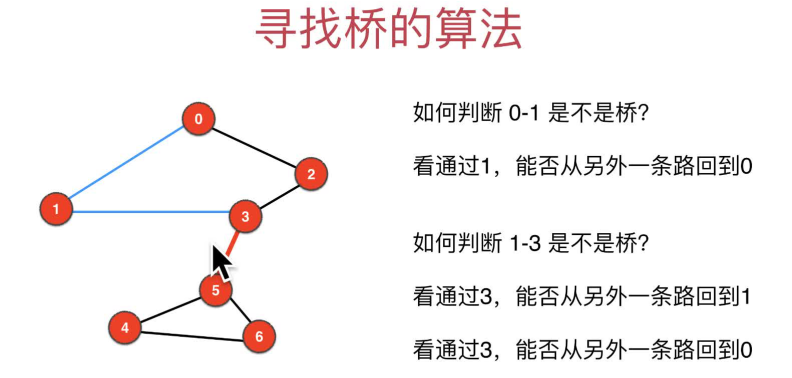 寻找桥的算法
如何判断 0-1 是不是桥?
看通过1，能否从另外一条路回到0
如何判断 1-3 是不是桥?
看通过3，能否从另外一条路回到1
看通过3，能否从另外一条路回到0
0
2
1
3
5
4
6